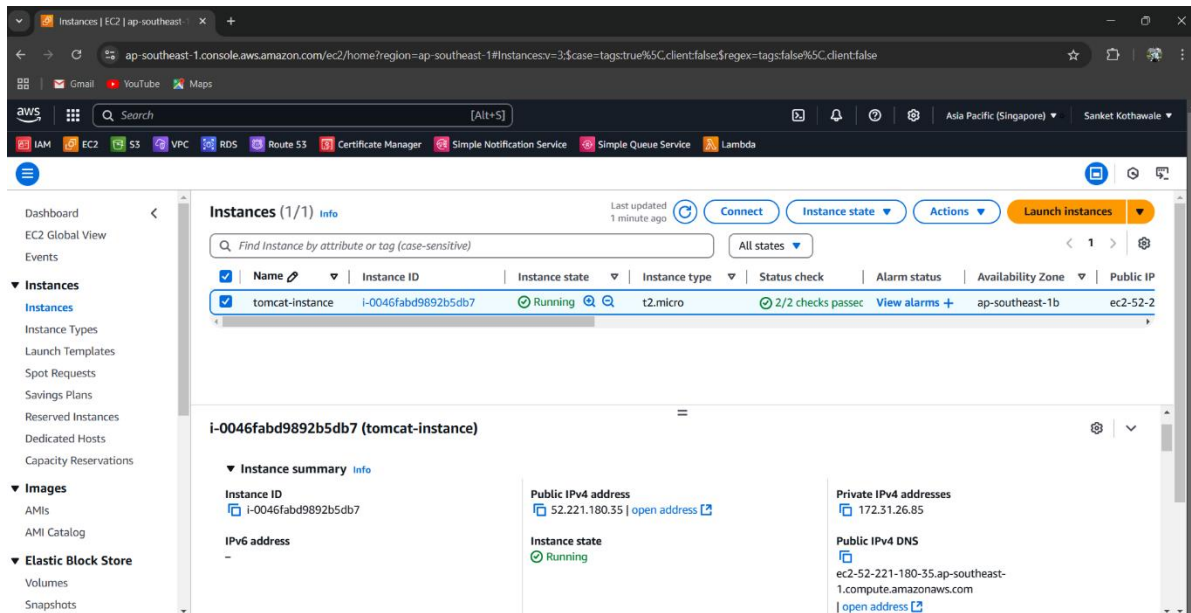 Instances | EC2 | ap-southeast-1
ap-southeast-1.console.aws.amazon.com/ec2/home?region=ap-southeast-1#Instances:v=3;$case=tags:true%5C,client:false;$regex=tags:false%5C,client:false
Gmail YouTube Maps
aws Search [Alt+S] Asia Pacific (Singapore) ▼ Sanket Kothawale ▼
IAM EC2 S3 VPC RDS Route 53 Certificate Manager Simple Notification Service Simple Queue Service Lambda
Dashboard
EC2 Global View
Events
▼ Instances
Instances
Instance Types
Launch Templates
Spot Requests
Savings Plans
Reserved Instances
Dedicated Hosts
Capacity Reservations
▼ Images
AMIs
AMI Catalog
▼ Elastic Block Store
Volumes
Snapshots
Instances (1/1) Info
Last updated
1 minute ago
Connect Instance state ▼ Actions ▼ Launch instances ▼
Find Instance by attribute or tag (case-sensitive) All states ▼ < 1 >
Name Instance ID Instance state Instance type Status check Alarm status Availability Zone Public IP
tomcat-instance i-0046fabd9892b5db7 Running t2.micro 2/2 checks passec View alarms + ap-southeast-1b ec2-52-2
i-0046fabd9892b5db7 (tomcat-instance)
▼ Instance summary Info
Instance ID
i-0046fabd9892b5db7
IPv6 address
–
Public IPv4 address
52.221.180.35 | open address
Instance state
Running
Private IPv4 addresses
172.31.26.85
Public IPv4 DNS
ec2-52-221-180-35.ap-southeast-
1.compute.amazonaws.com
| open address